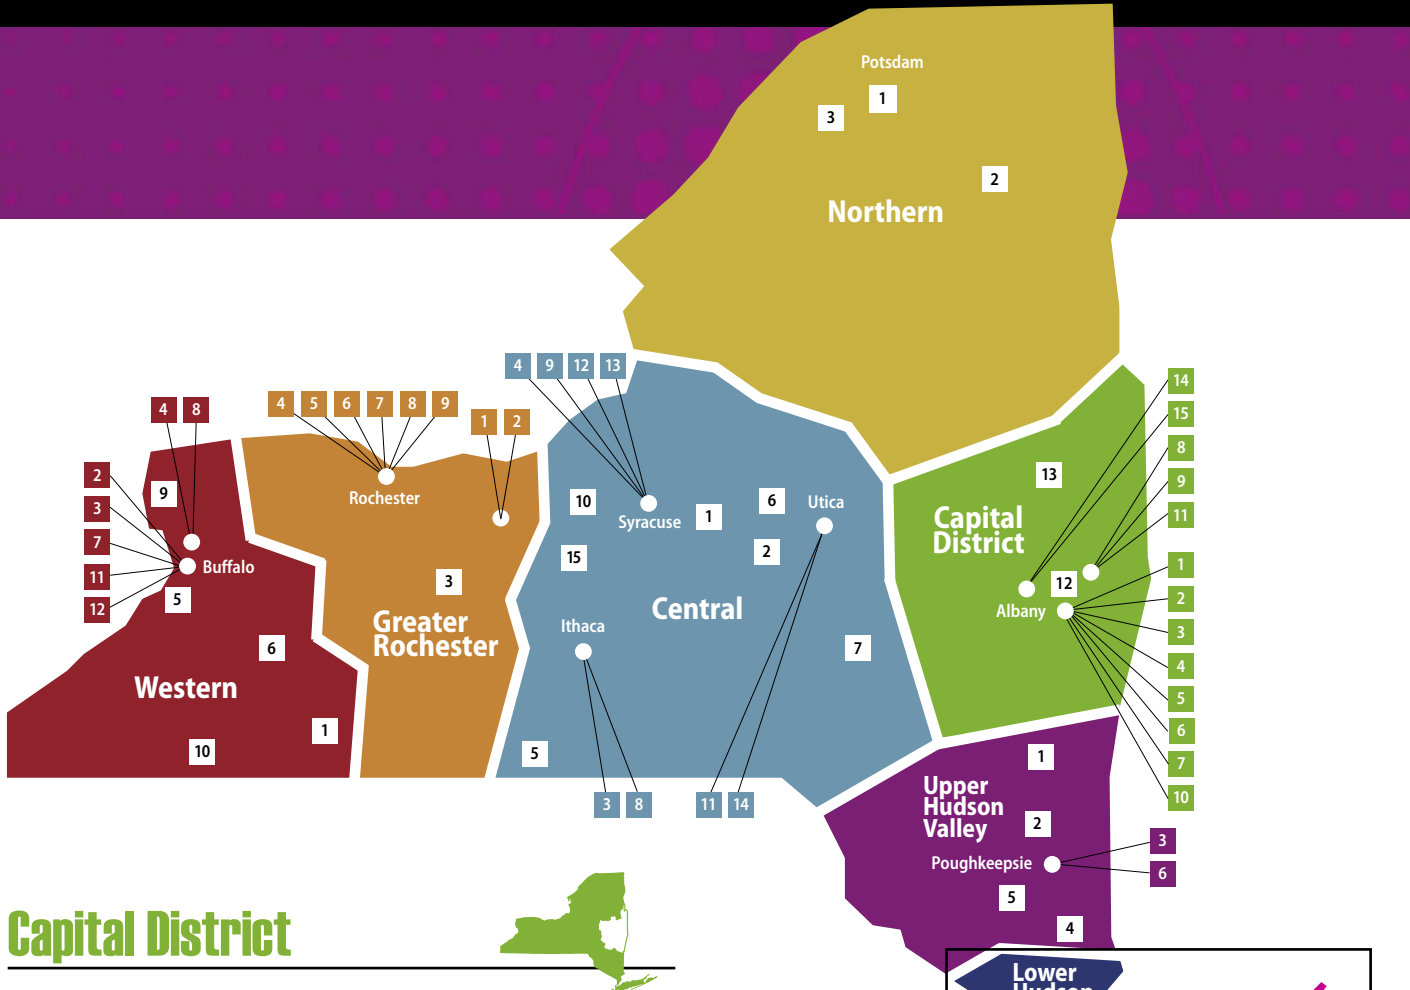 Potsdam
1
3
2
Northern
4 9 12 13
14
15
8
9
11
1
2
3
4
5
6
7
10
4 8
4 5 6 7 8 9
1 2
2
3
7
11
12
9
Rochester
13
Capital
District
10
Syracuse
1
6
Utica
2
15
Buffalo
5
3
12
Albany
Greater
Rochester
Central
Ithaca
6
7
Western
1
10
5
3 8
11 14
1
Upper
Hudson
Valley
2
Poughkeepsie
3
6
5
4
Capital District
Lower
Hudson